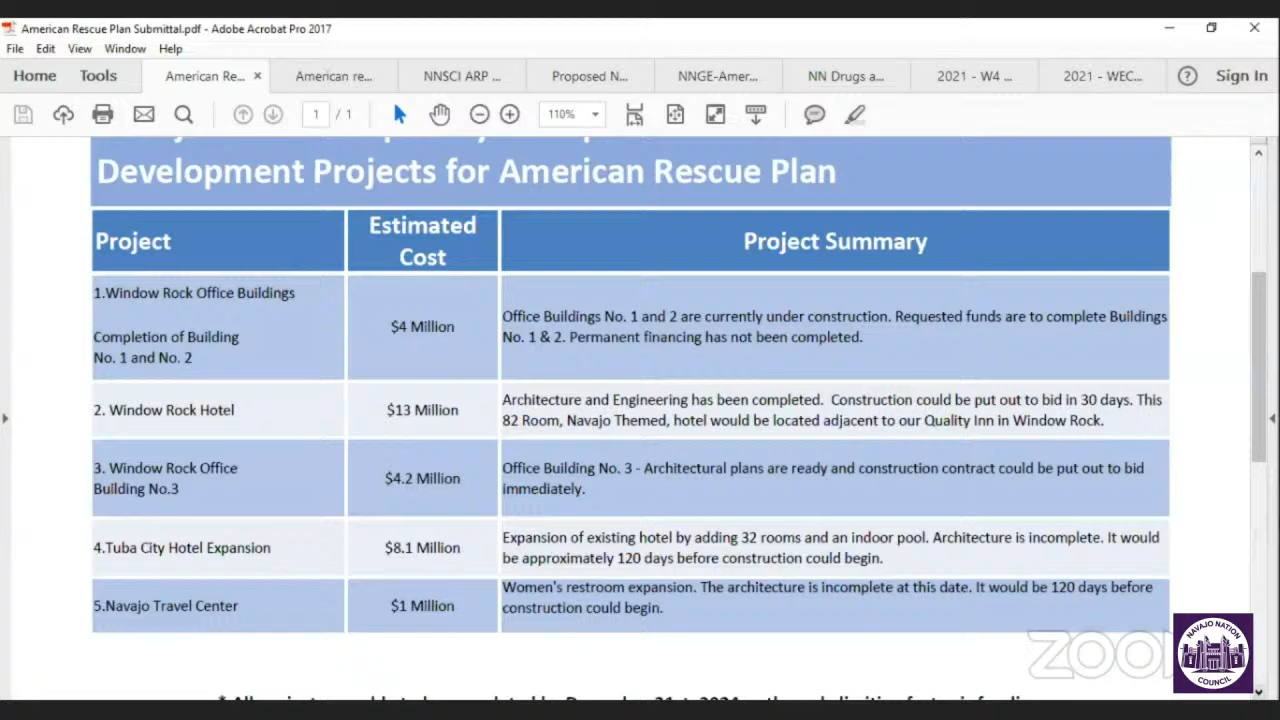 American Rescue Plan Submittal.pdf - Adobe Acrobat Pro 2017
File Edit View Window Help
Home Tools American Re... × American re... NNSCI ARP ... Proposed N... NNGE-Amer... NN Drugs a... 2021 - W4 ... 2021 - WEC... ? Sign In
1 / 1 110%
Development Projects for American Rescue Plan
Project
Estimated
Cost
Project Summary
1.Window Rock Office Buildings
Completion of Building
No. 1 and No. 2
$4 Million
Office Buildings No. 1 and 2 are currently under construction. Requested funds are to complete Buildings
No. 1 & 2. Permanent financing has not been completed.
2. Window Rock Hotel
$13 Million
Architecture and Engineering has been completed. Construction could be put out to bid in 30 days. This
82 Room, Navajo Themed, hotel would be located adjacent to our Quality Inn in Window Rock.
3. Window Rock Office
Building No.3
$4.2 Million
Office Building No. 3 - Architectural plans are ready and construction contract could be put out to bid
immediately.
4.Tuba City Hotel Expansion
$8.1 Million
Expansion of existing hotel by adding 32 rooms and an indoor pool. Architecture is incomplete. It would
be approximately 120 days before construction could begin.
5.Navajo Travel Center
$1 Million
Women's restroom expansion. The architecture is incomplete at this date. It would be 120 days before
construction could begin.
NAVAJO NATION
COUNCIL